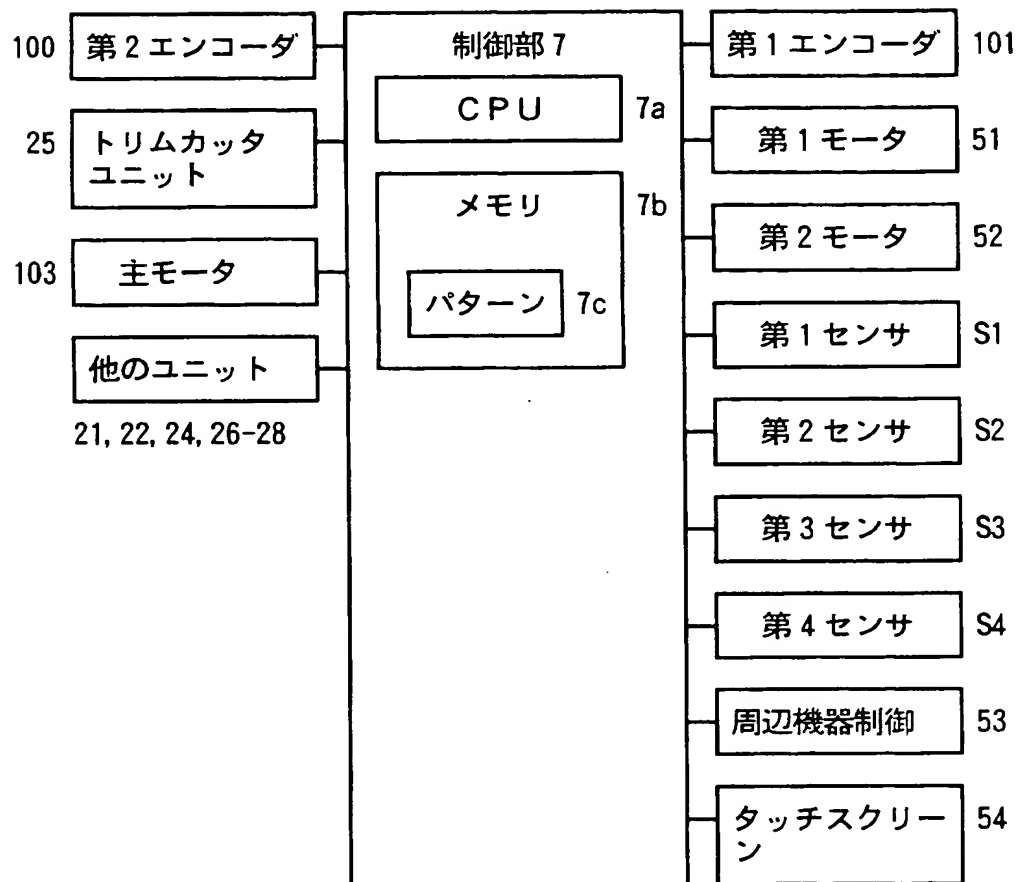 100
第2エンコーダ
25
トリムカッタ
ユニット
103
主モータ
他のユニット
21, 22, 24, 26-28
制御部7
CPU
7a
メモリ
7b
パターン
7c
第1エンコーダ
101
第1モータ
51
第2モータ
52
第1センサ
S1
第2センサ
S2
第3センサ
S3
第4センサ
S4
周辺機器制御
53
タッチスクリー
ン
54